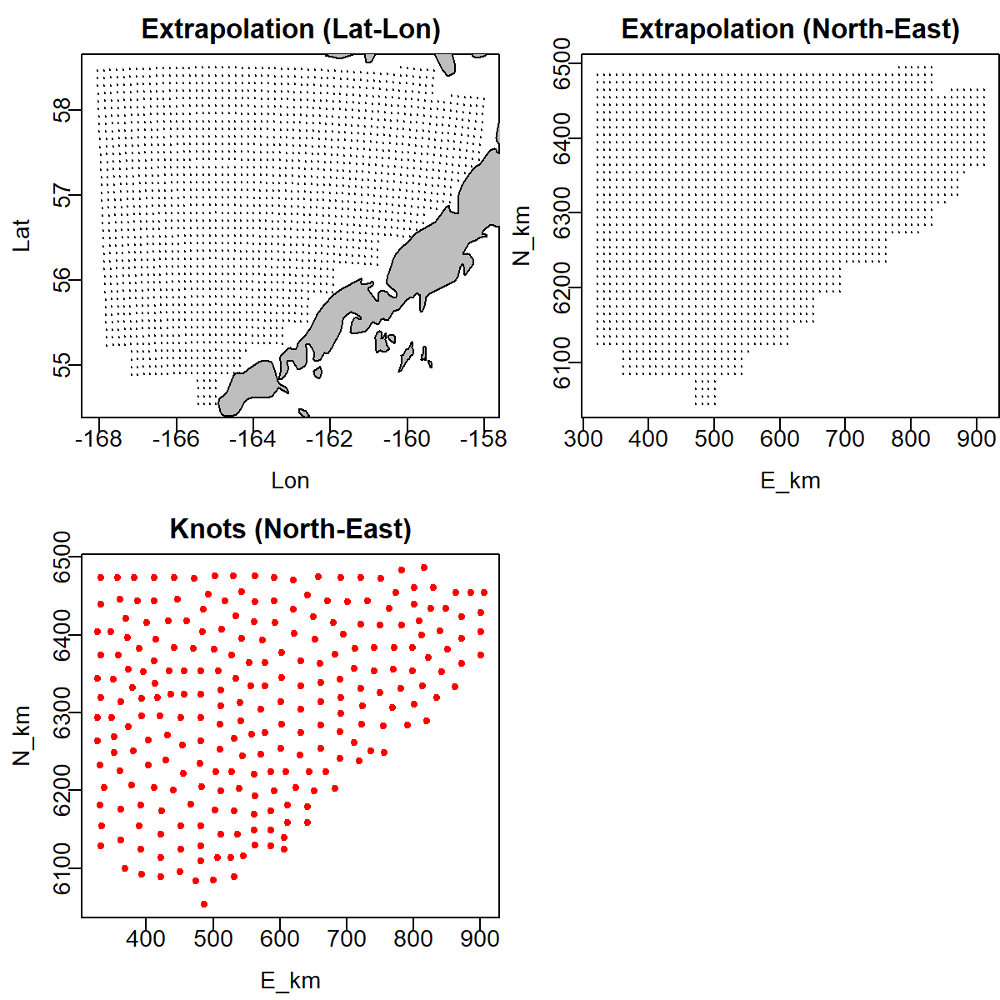 Extrapolation (Lat-Lon)
Lat
58
57
56
55
-168 -166 -164 -162 -160 -158
Lon
Extrapolation (North-East)
N_km
6500
6400
6300
6200
6100
300 400 500 600 700 800 900
E_km
Knots (North-East)
N_km
6500
6400
6300
6200
6100
400 500 600 700 800 900
E_km